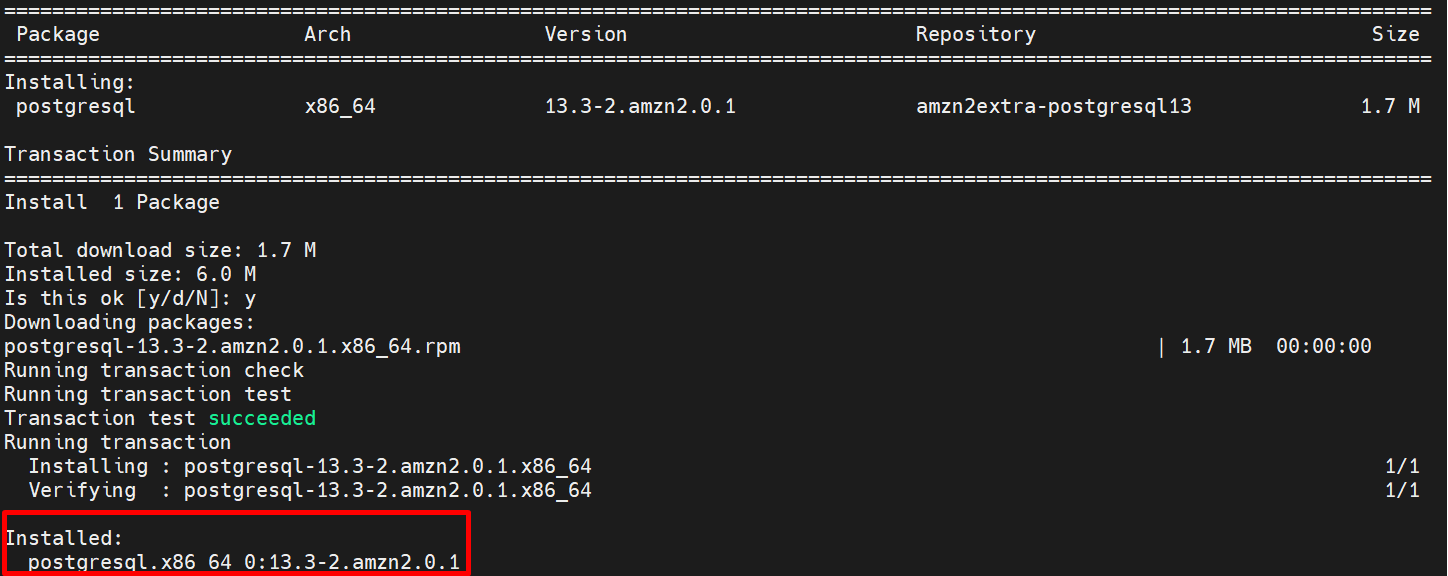 ================================================================================
Package Arch Version Repository Size
================================================================================
Installing:
postgresql x86_64 13.3-2.amzn2.0.1 amzn2extra-postgresql13 1.7 M
Transaction Summary
================================================================================
Install 1 Package
Total download size: 1.7 M
Installed size: 6.0 M
Is this ok [y/d/N]: y
Downloading packages:
postgresql-13.3-2.amzn2.0.1.x86_64.rpm | 1.7 MB 00:00:00
Running transaction check
Running transaction test
Transaction test succeeded
Running transaction
Installing : postgresql-13.3-2.amzn2.0.1.x86_64 1/1
Verifying : postgresql-13.3-2.amzn2.0.1.x86_64 1/1
Installed:
postgresql.x86_64 0:13.3-2.amzn2.0.1